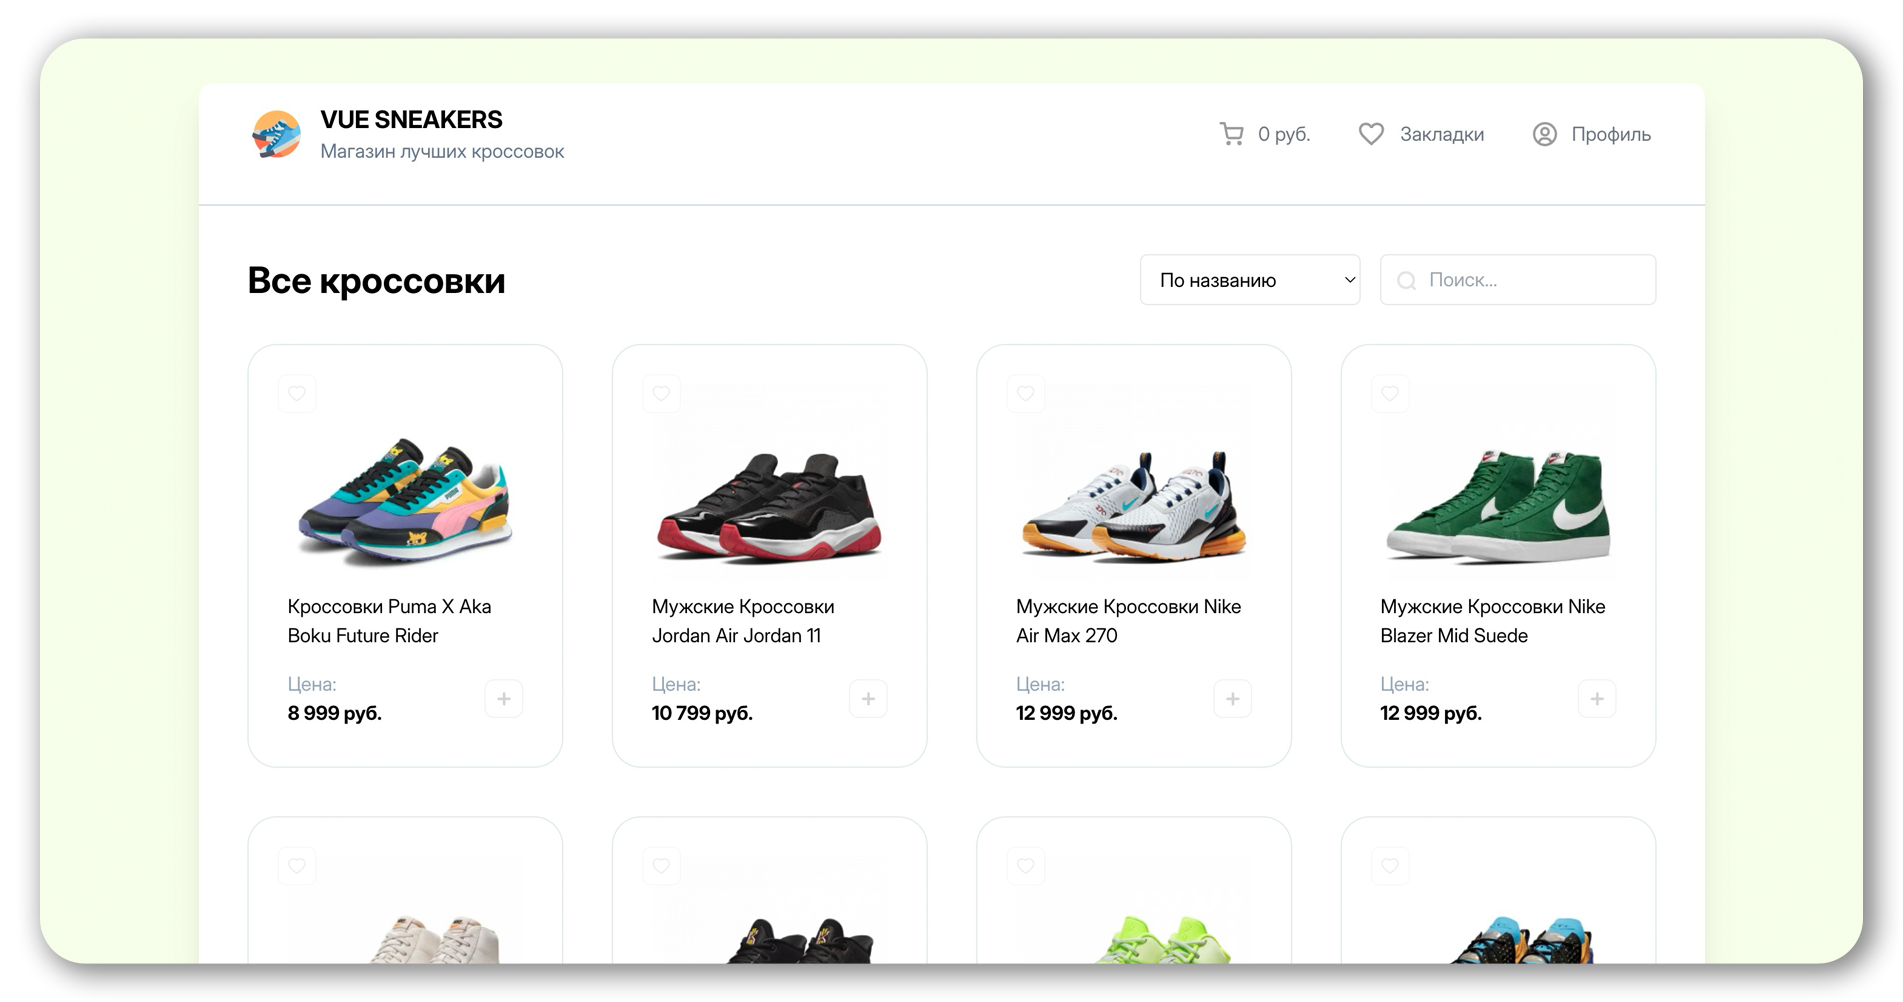 VUE SNEAKERS
Магазин лучших кроссовок
0 руб.
Закладки
Профиль
Все кроссовки
По названию
Поиск...
Кроссовки Puma X Aka
Boku Future Rider
Цена:
8 999 руб.
Мужские Кроссовки
Jordan Air Jordan 11
Цена:
10 799 руб.
Мужские Кроссовки Nike
Air Max 270
Цена:
12 999 руб.
Мужские Кроссовки Nike
Blazer Mid Suede
Цена:
12 999 руб.